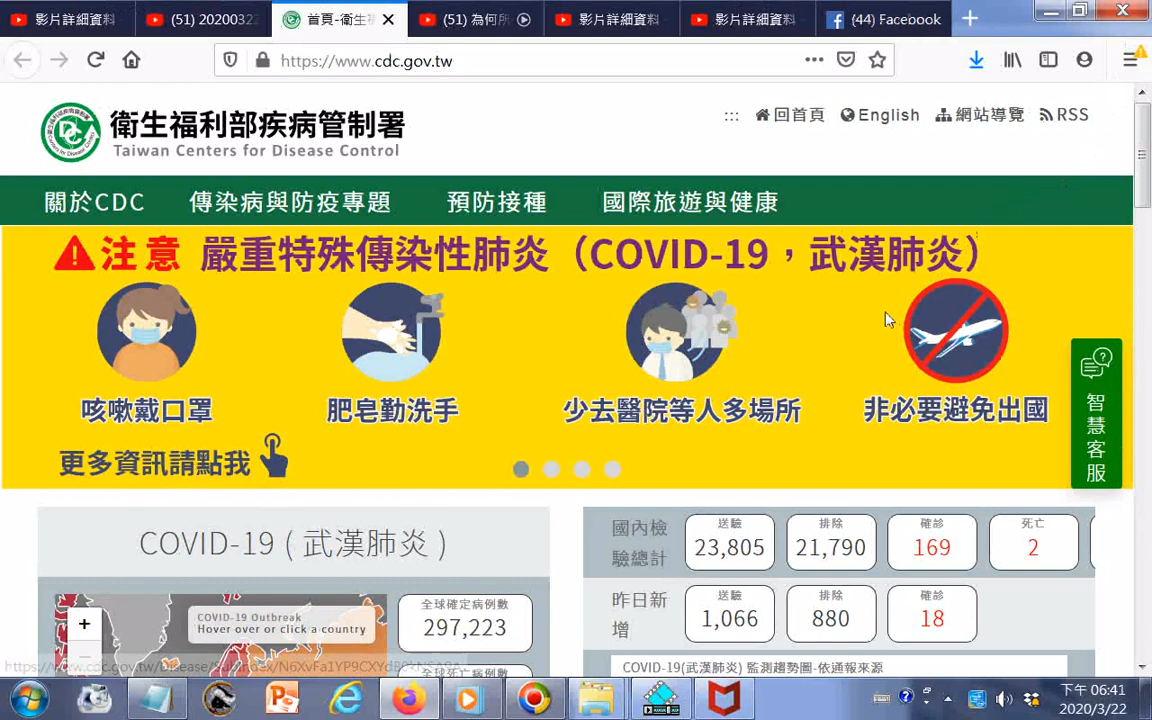 影片詳細資料
(51) 2020032
首頁-衛生
(51) 為何所
影片詳細資料
影片詳細資料
(44) Facebook
https://www.cdc.gov.tw
衛生福利部疾病管制署
Taiwan Centers for Disease Control
:::
回首頁
English
網站導覽
RSS
關於CDC
傳染病與防疫專題
預防接種
國際旅遊與健康
注意 嚴重特殊傳染性肺炎（COVID-19，武漢肺炎）
咳嗽戴口罩
肥皂勤洗手
少去醫院等人多場所
非必要避免出國
更多資訊請點我
智慧客服
COVID-19 ( 武漢肺炎 )
國內檢驗總計
送驗
23,805
排除
21,790
確診
169
死亡
2
昨日新增
送驗
1,066
排除
880
確診
18
+
COVID-19 Outbreak
Hover over or click a country
全球確定病例數
297,223
全球死亡病例數
COVID-19(武漢肺炎) 監測趨勢圖-依通報來源
下午 06:41
2020/3/22